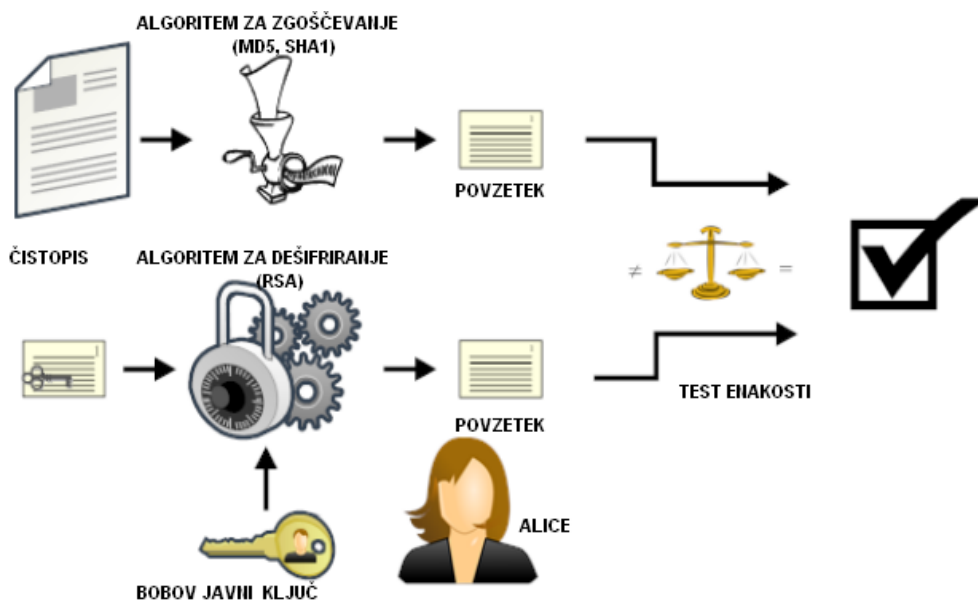 ALGORITEM ZA ZGOŠČEVANJE
(MD5, SHA1)
POVZETEK
ČISTOPIS
ALGORITEM ZA DEŠIFRIRANJE
(RSA)
≠ =
POVZETEK
TEST ENAKOSTI
ALICE
BOBOV JAVNI KLJUČ